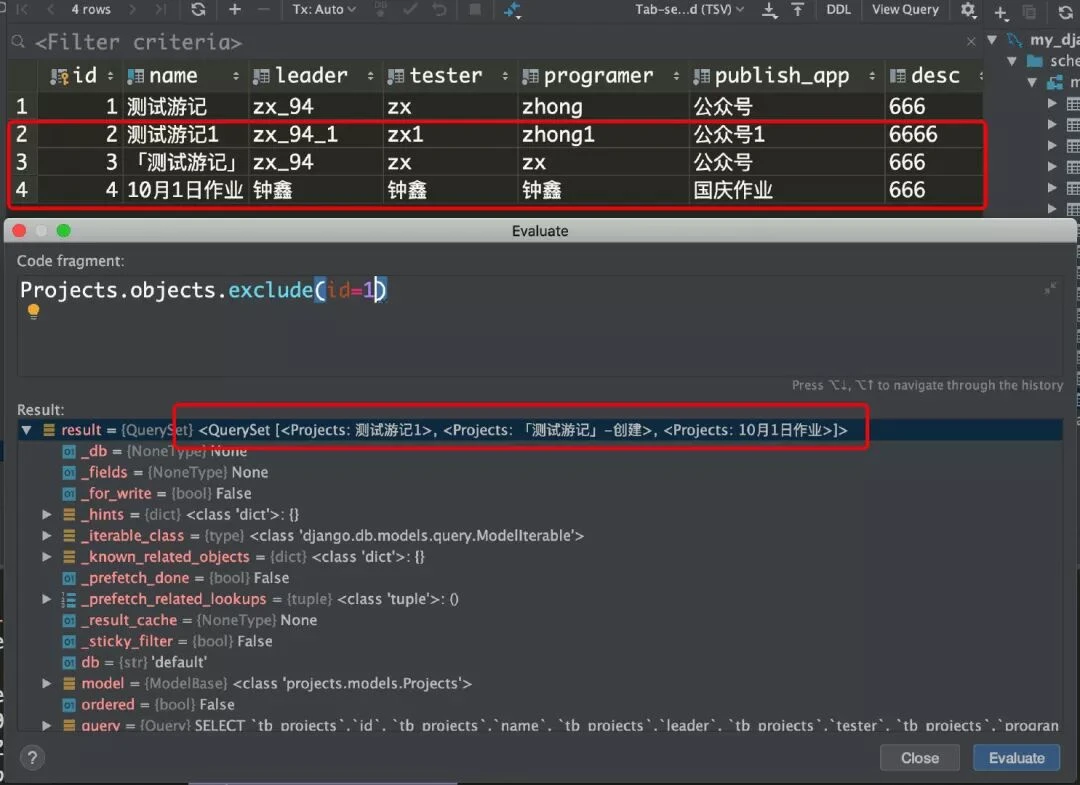 4 rows Tx: Auto Tab-se...d (TSV) DDL View Query
<Filter criteria>
id name leader tester programer publish_app desc
1 1 测试游记 zx_94 zx zhong 公众号 666
2 2 测试游记1 zx_94_1 zx1 zhong1 公众号1 6666
3 3 「测试游记」 zx_94 zx zx 公众号 666
4 4 10月1日作业 钟鑫 钟鑫 钟鑫 国庆作业 666
my_dja
sche
m
Evaluate
Code fragment:
Projects.objects.exclude(id=1)
Press ⌥↓, ⌥↑ to navigate through the history
Result:
result = {QuerySet} <QuerySet [<Projects: 测试游记1>, <Projects: 「测试游记」-创建>, <Projects: 10月1日作业>]>
_db = {NoneType} None
_fields = {NoneType} None
_for_write = {bool} False
_hints = {dict} <class 'dict'>: {}
_iterable_class = {type} <class 'django.db.models.query.ModelIterable'>
_known_related_objects = {dict} <class 'dict'>: {}
_prefetch_done = {bool} False
_prefetch_related_lookups = {tuple} <class 'tuple'>: ()
_result_cache = {NoneType} None
_sticky_filter = {bool} False
db = {str} 'default'
model = {ModelBase} <class 'projects.models.Projects'>
ordered = {bool} False
query = {Query} SELECT `tb_projects`.`id`, `tb_projects`.`name`, `tb_projects`.`leader`, `tb_projects`.`tester`, `tb_projects`.`program
? Close Evaluate